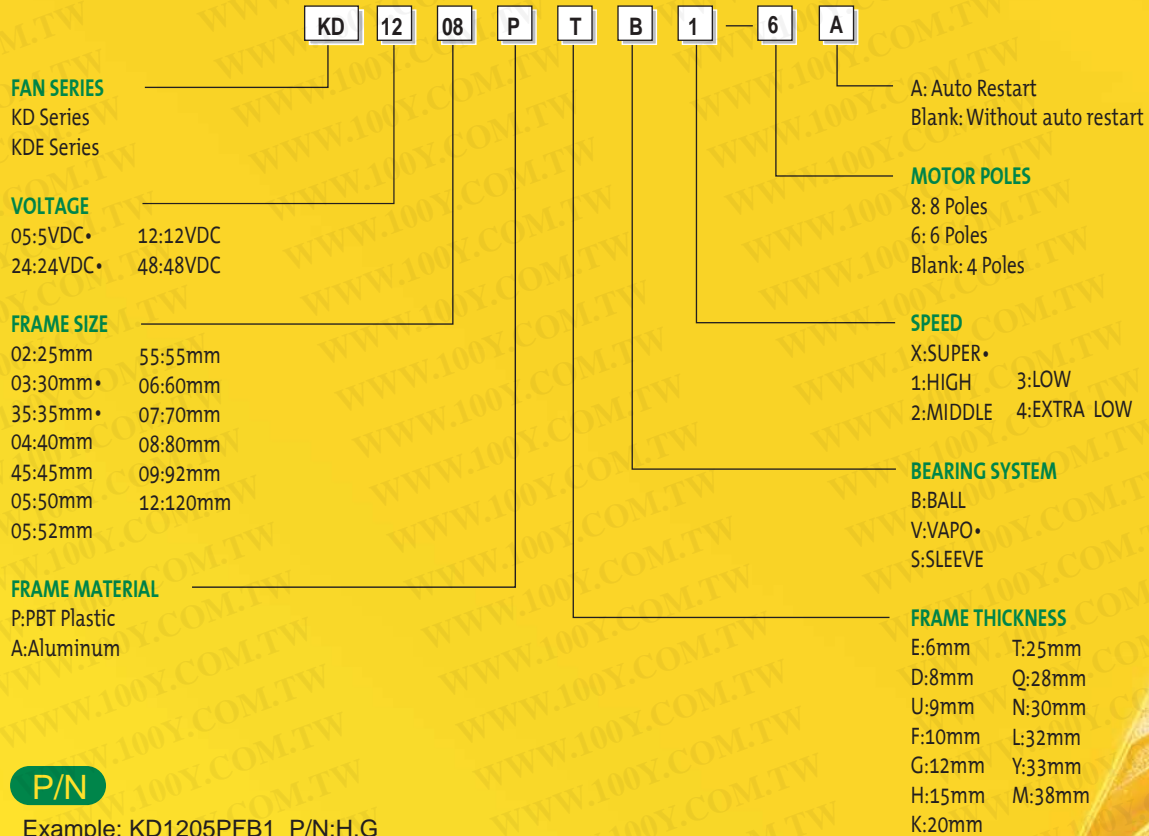 KD 12 08 P T B 1 — 6 A
FAN SERIES
KD Series
KDE Series
VOLTAGE
05:5VDC• 12:12VDC
24:24VDC• 48:48VDC
FRAME SIZE
02:25mm 55:55mm
03:30mm• 06:60mm
35:35mm• 07:70mm
04:40mm 08:80mm
45:45mm 09:92mm
05:50mm 12:120mm
05:52mm
FRAME MATERIAL
P:PBT Plastic
A:Aluminum
A: Auto Restart
Blank: Without auto restart
MOTOR POLES
8: 8 Poles
6: 6 Poles
Blank: 4 Poles
SPEED
X:SUPER•
1:HIGH 3:LOW
2:MIDDLE 4:EXTRA LOW
BEARING SYSTEM
B:BALL
V:VAPO•
S:SLEEVE
FRAME THICKNESS
E:6mm T:25mm
D:8mm Q:28mm
U:9mm N:30mm
F:10mm L:32mm
G:12mm Y:33mm
H:15mm M:38mm
K:20mm
P/N
Example: KD1205PFB1 P/N:H.G
WWW.100Y.COM.TW